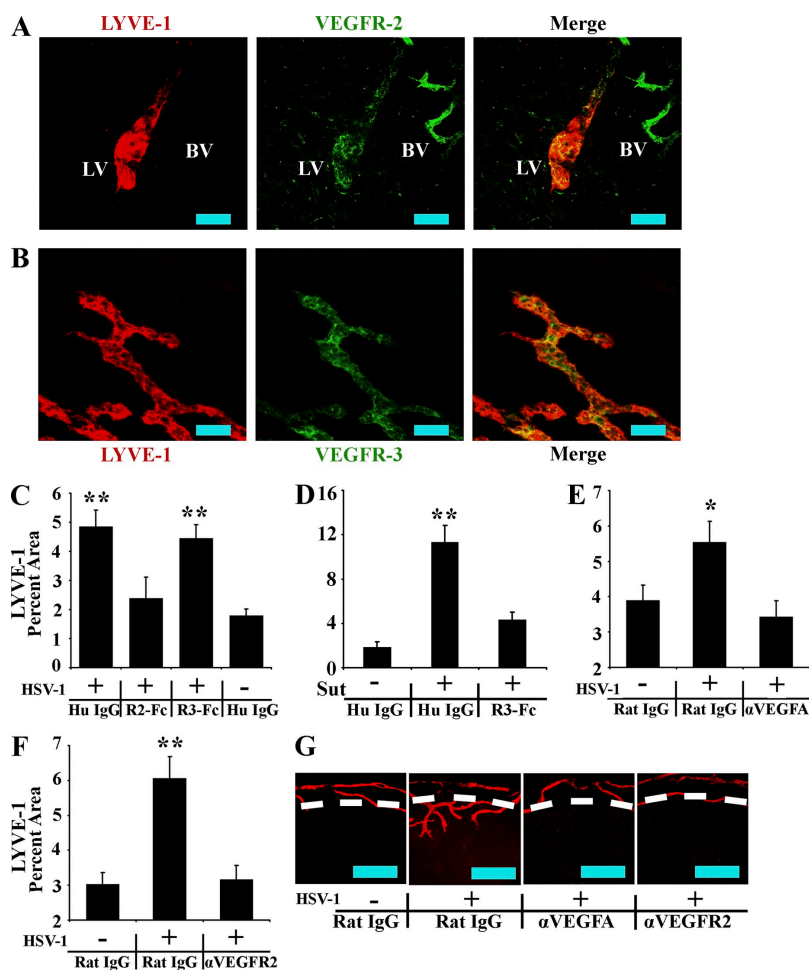 A
LYVE-1 VEGFR-2 Merge
LV BV LV BV LV BV
B
LYVE-1 VEGFR-3 Merge
C
LYVE-1
Percent Area
6
5
4
3
2
1
0
** **
HSV-1 + + + -
Hu IgG R2-Fc R3-Fc Hu IgG
D
16
12
8
4
0
**
Sut - + +
Hu IgG Hu IgG R3-Fc
E
7
6
5
4
3
2
*
HSV-1 - + +
Rat IgG Rat IgG αVEGFA
F
LYVE-1
Percent Area
7
6
5
4
3
2
**
HSV-1 - + +
Rat IgG Rat IgG αVEGFR2
G
HSV-1 - + + +
Rat IgG Rat IgG αVEGFA αVEGFR2